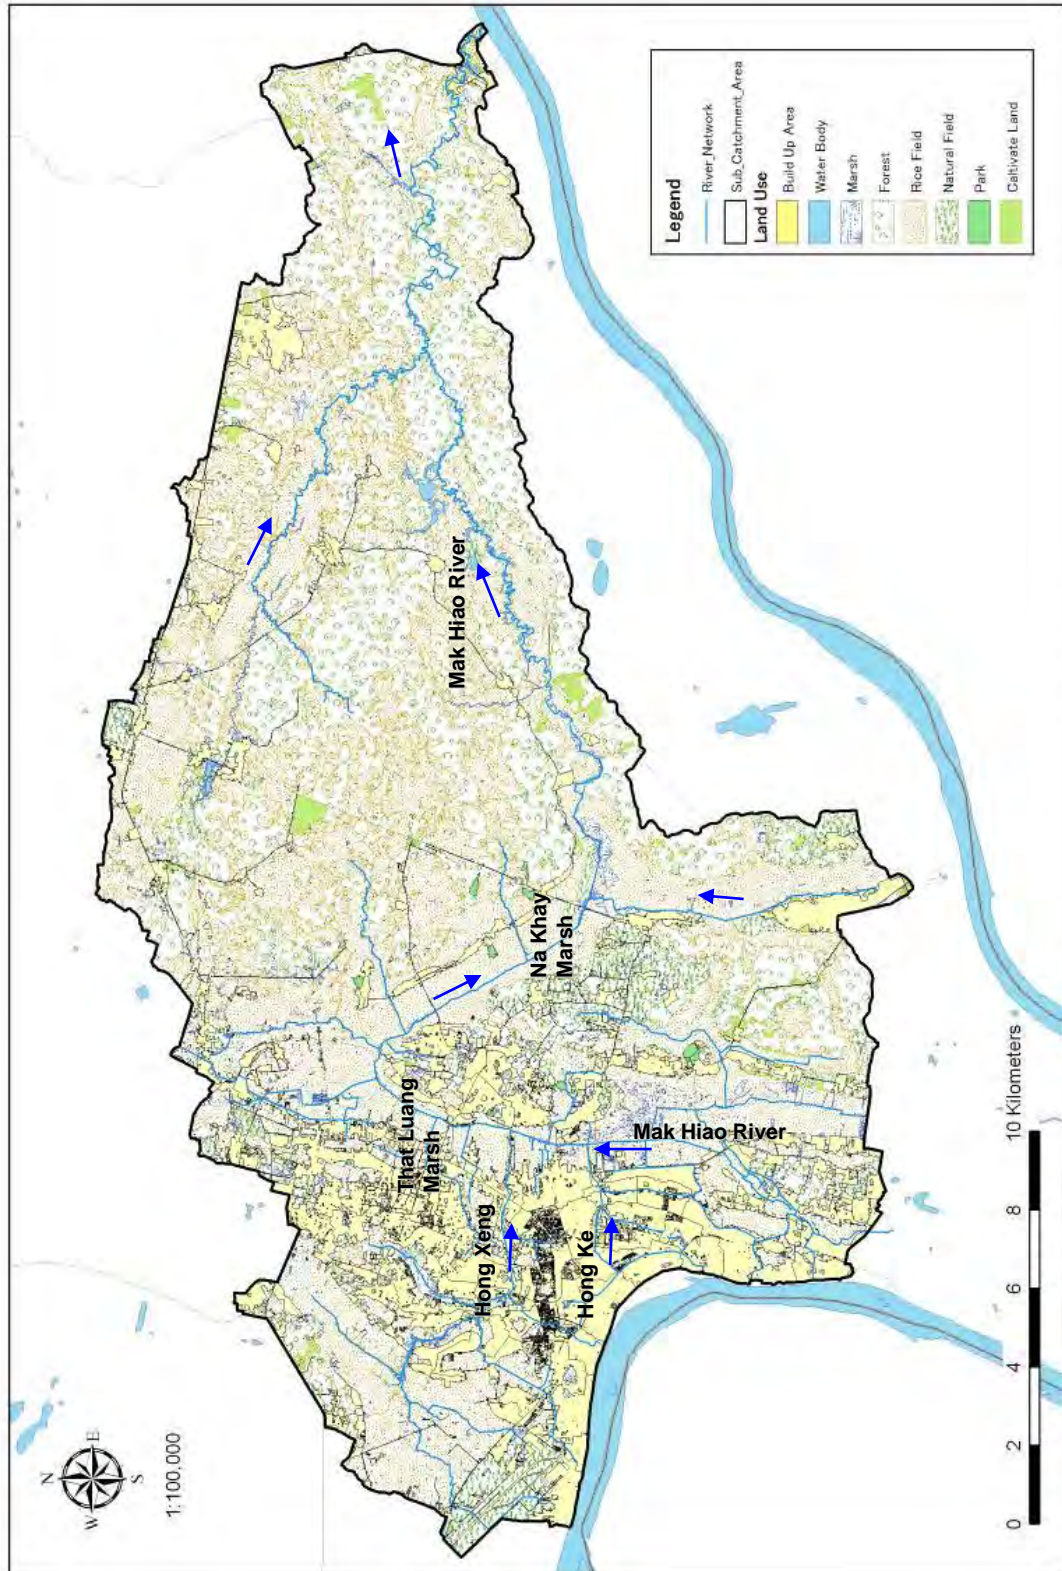 N
W
E
S
1:100,000
Legend
River_Network
Sub_Catchment_Area
Land Use
Build Up Area
Water Body
Marsh
Forest
Rice Field
Natural Field
Park
Caltivate Land
Mak Hiao River
Na Khay
Marsh
That Luang
Marsh
Hong Xeng
Hong Ke
Mak Hiao River
0
2
4
6
8
10 Kilometers